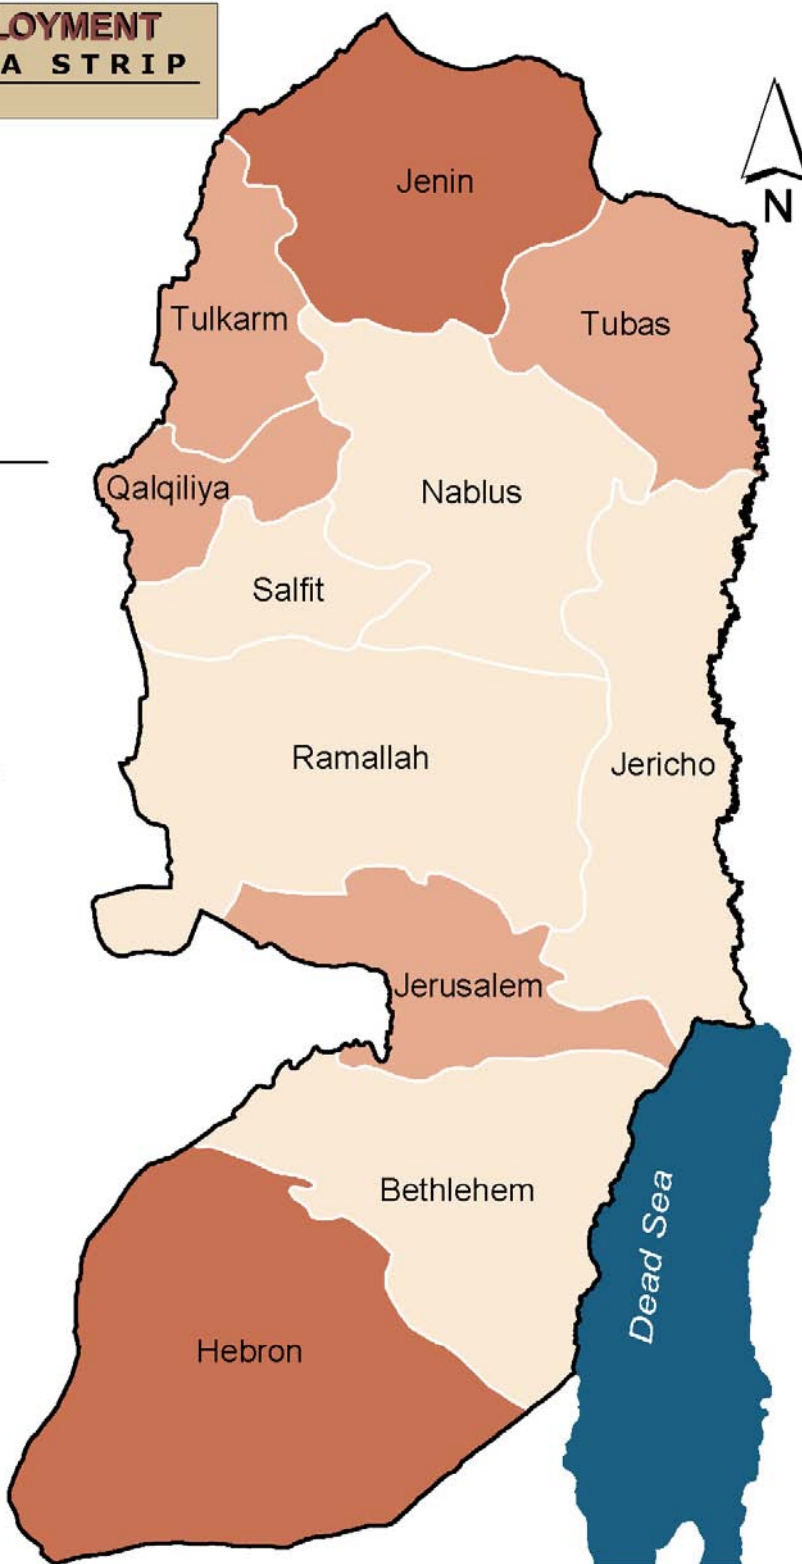 LOYMENT
A STRIP
Jenin
N
Tulkarm
Tubas
Qalqiliya
Nablus
Salfit
Ramallah
Jericho
Jerusalem
Bethlehem
Dead Sea
Hebron